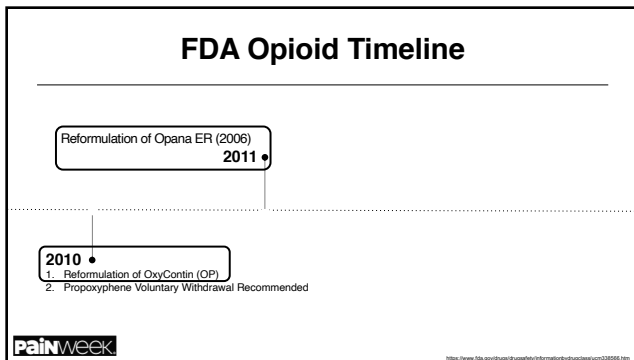 FDA Opioid Timeline
Reformulation of Opana ER (2006)
2011
2010
1. Reformulation of OxyContin (OP)
2. Propoxyphene Voluntary Withdrawal Recommended
PaiNWEEK.
https://www.fda.gov/drugs/drugsafety/informationbydrugclass/ucm338566.htm